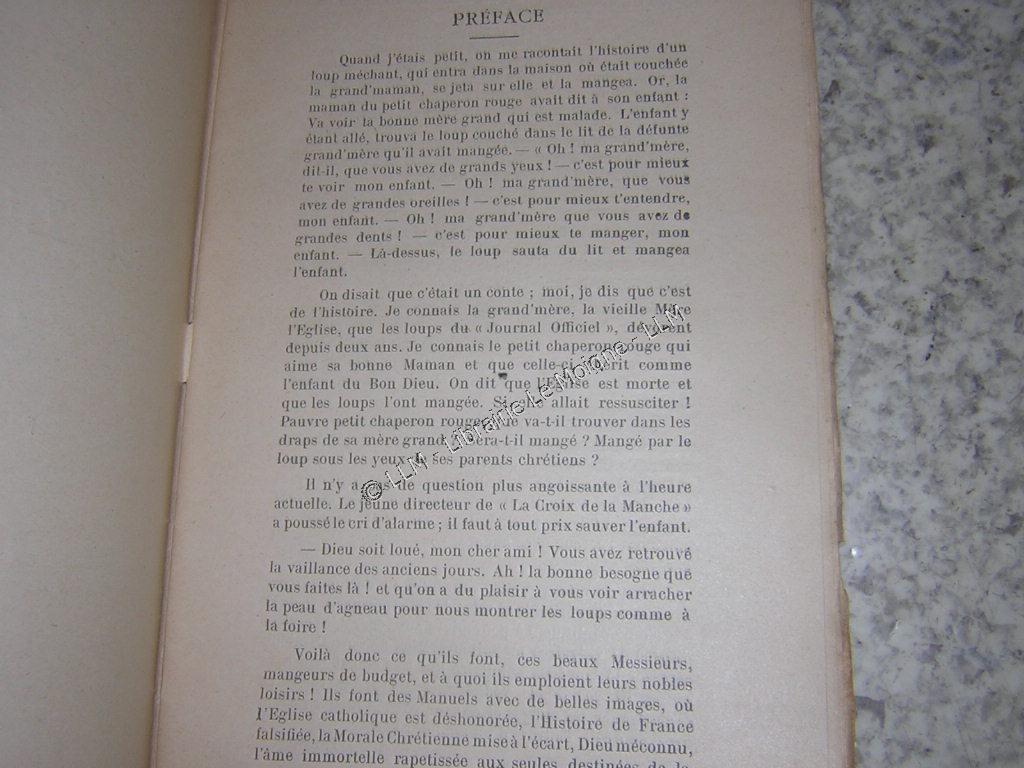 PRÉFACE
Quand j'étais petit, on me racontait l'histoire d'un
loup méchant, qui entra dans la maison où était couchée
la grand'maman, se jeta sur elle et la mangea. Or, la
maman du petit chaperon rouge avait dit à son enfant :
Va voir ta bonne mère grand qui est malade. L'enfant y
étant allé, trouva le loup couché dans le lit de la défunte
grand'mère qu'il avait mangée. — « Oh ! ma grand'mère,
dit-il, que vous avez de grands yeux ! — c'est pour mieux
te voir mon enfant. — Oh ! ma grand'mère, que vous
avez de grandes oreilles ! — c'est pour mieux t'entendre,
mon enfant. — Oh ! ma grand'mère que vous avez de
grandes dents ! — c'est pour mieux te manger, mon
enfant. — Là-dessus, le loup sauta du lit et mangea
l'enfant.
On disait que c'était un conte ; moi, je dis que c'est
de l'histoire. Je connais la grand'mère, la vieille Mère
l'Eglise, que les loups du « Journal Officiel », dévorent
depuis deux ans. Je connais le petit chaperon rouge qui
aime sa bonne Maman et que celle-ci chérit comme
l'enfant du Bon Dieu. On dit que l'Eglise est morte et
que les loups l'ont mangée. Si elle allait ressusciter !
Pauvre petit chaperon rouge, que va-t-il trouver dans les
draps de sa mère grand ? Sera-t-il mangé ? Mangé par le
loup sous les yeux de ses parents chrétiens ?
Il n'y a pas de question plus angoissante à l'heure
actuelle. Le jeune directeur de « La Croix de la Manche »
a poussé le cri d'alarme ; il faut à tout prix sauver l'enfant.
— Dieu soit loué, mon cher ami ! Vous avez retrouvé
la vaillance des anciens jours. Ah ! la bonne besogne que
vous faites là ! et qu'on a du plaisir à vous voir arracher
la peau d'agneau pour nous montrer les loups comme à
la foire !
Voilà donc ce qu'ils font, ces beaux Messieurs,
mangeurs de budget, et à quoi ils emploient leurs nobles
loisirs ! Ils font des Manuels avec de belles images, où
l'Eglise catholique est déshonorée, l'Histoire de France
falsifiée, la Morale Chrétienne mise à l'écart, Dieu méconnu,
l'âme immortelle rapetissée aux seules destinées de la
© LLM - Librairie Le Moigne - LLM